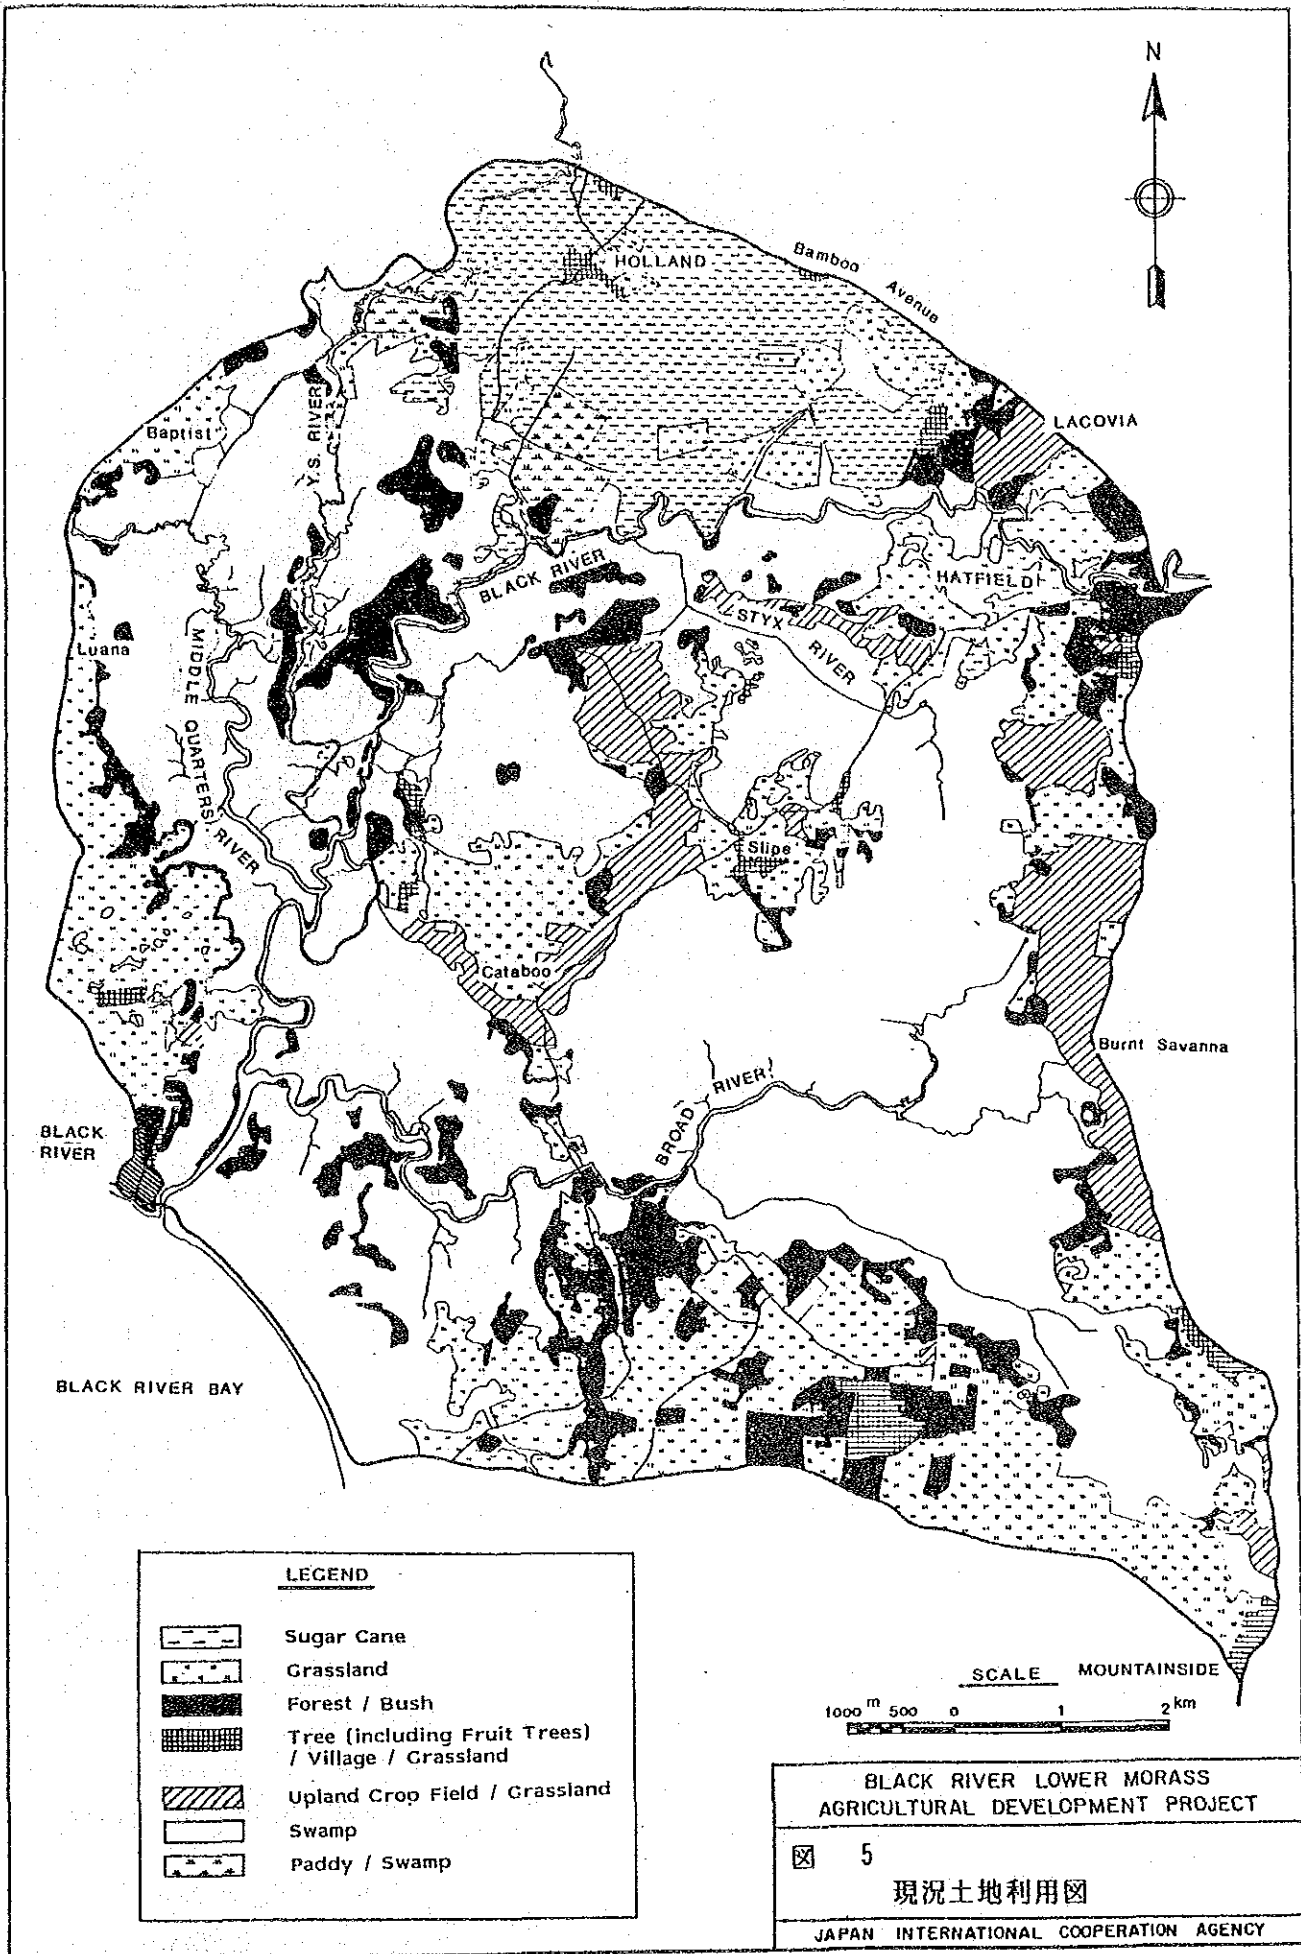 N
HOLLAND
Bamboo
Avenue
LACOVIA
Baptist
Y.S. RIVER
BLACK RIVER
HATFIELD
STYX
RIVER
Luana
MIDDLE QUARTERS RIVER
Slipe
Cataboo
Burnt Savanna
BROAD RIVER
BLACK
RIVER
BLACK RIVER BAY
LEGEND
Sugar Cane
Grassland
Forest / Bush
Tree (including Fruit Trees)
/ Village / Grassland
Upland Crop Field / Grassland
Swamp
Paddy / Swamp
SCALE
MOUNTAINSIDE
1000 m 500 0 1 2 km
BLACK RIVER LOWER MORASS
AGRICULTURAL DEVELOPMENT PROJECT
図 5
現況土地利用図
JAPAN INTERNATIONAL COOPERATION AGENCY